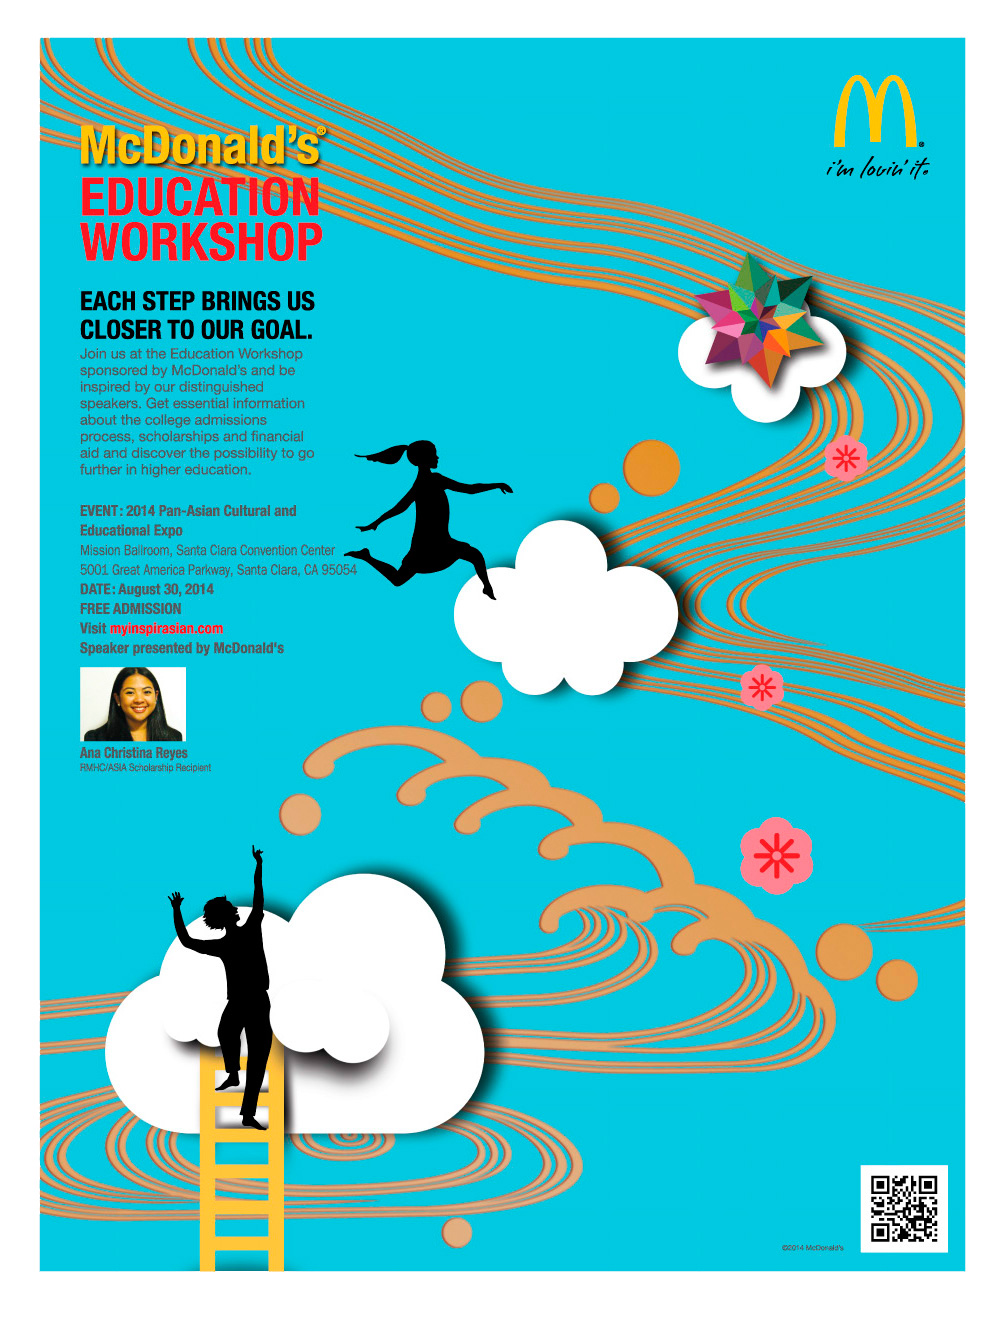 McDonald's®
EDUCATION
WORKSHOP
i'm lovin' it®
EACH STEP BRINGS US
CLOSER TO OUR GOAL.
Join us at the Education Workshop
sponsored by McDonald's and be
inspired by our distinguished
speakers. Get essential information
about the college admissions
process, scholarships and financial
aid and discover the possibility to go
further in higher education.
EVENT: 2014 Pan-Asian Cultural and
Educational Expo
Mission Ballroom, Santa Clara Convention Center
5001 Great America Parkway, Santa Clara, CA 95054
DATE: August 30, 2014
FREE ADMISSION
Visit myinspirasian.com
Speaker presented by McDonald's
Ana Christina Reyes
RMHC/ASIA Scholarship Recipient
©2014 McDonald's